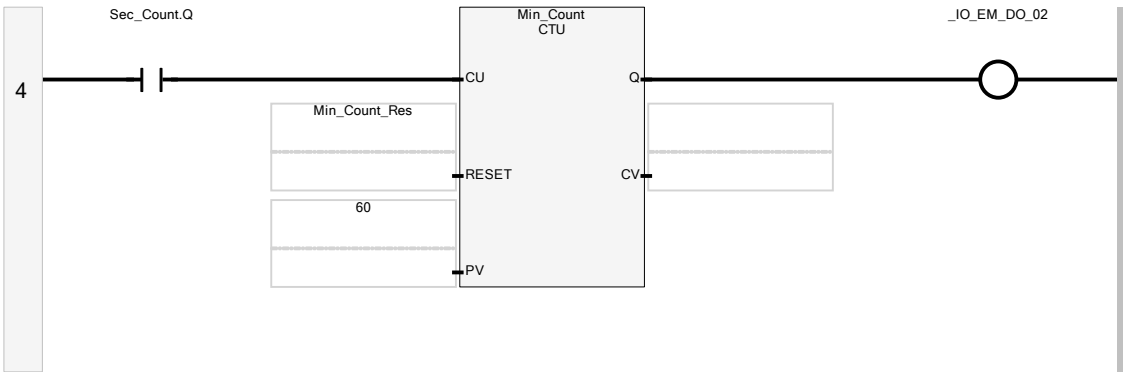 Sec_Count.Q
Min_Count
CTU
_IO_EM_DO_02
4
CU
Q
Min_Count_Res
RESET
CV
60
PV